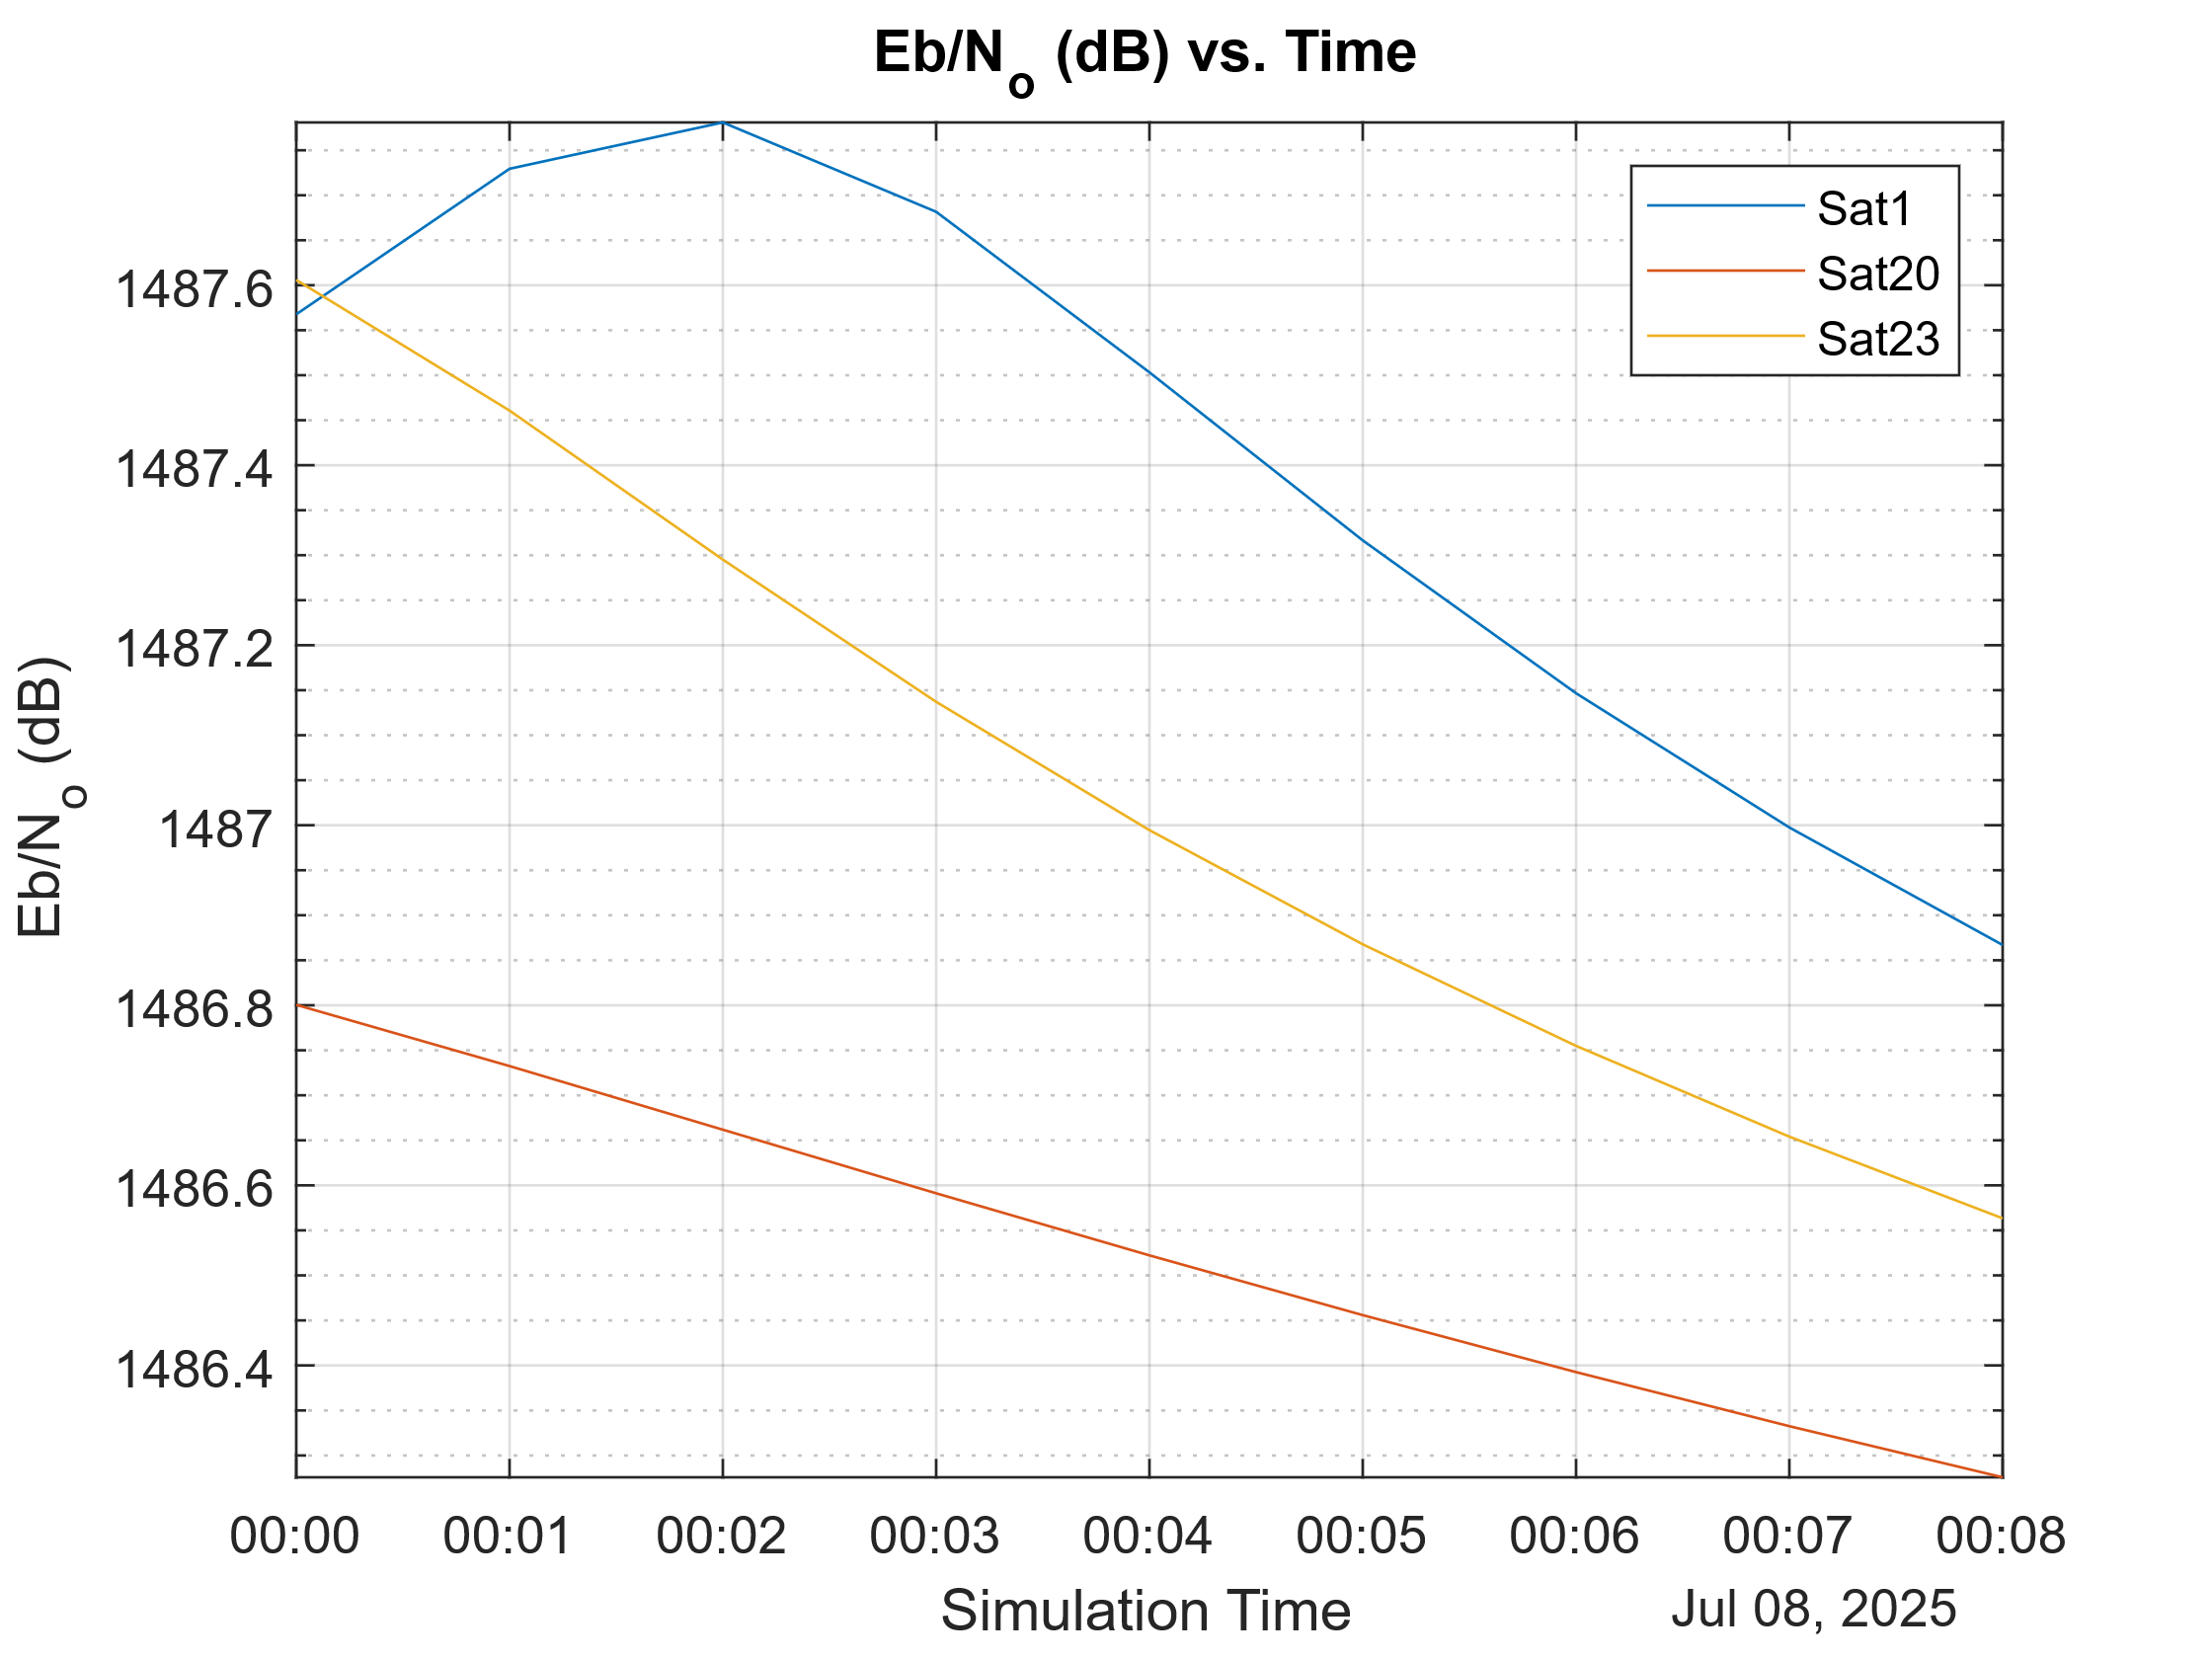 Eb/No (dB) vs. Time
Eb/No (dB)
1487.6
1487.4
1487.2
1487
1486.8
1486.6
1486.4
Sat1
Sat20
Sat23
00:00 00:01 00:02 00:03 00:04 00:05 00:06 00:07 00:08
Simulation Time
Jul 08, 2025